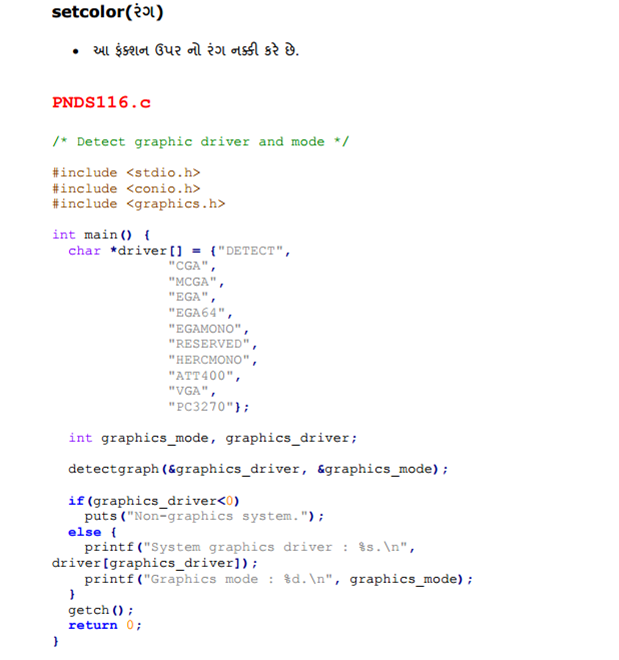 setcolor(રંગ)
• આ ફંક્શન ઉપર નો રંગ નક્કી કરે છે.
PNDS116.c
/* Detect graphic driver and mode */
#include <stdio.h>
#include <conio.h>
#include <graphics.h>
int main() {
  char *driver[] = {"DETECT",
              "CGA",
              "MCGA",
              "EGA",
              "EGA64",
              "EGAMONO",
              "RESERVED",
              "HERCMONO",
              "ATT400",
              "VGA",
              "PC3270"};
  int graphics_mode, graphics_driver;
  detectgraph(&graphics_driver, &graphics_mode);
  if(graphics_driver<0)
    puts("Non-graphics system.");
  else {
    printf("System graphics driver : %s.\n",
driver[graphics_driver]);
    printf("Graphics mode : %d.\n", graphics_mode);
  }
  getch();
  return 0;
}